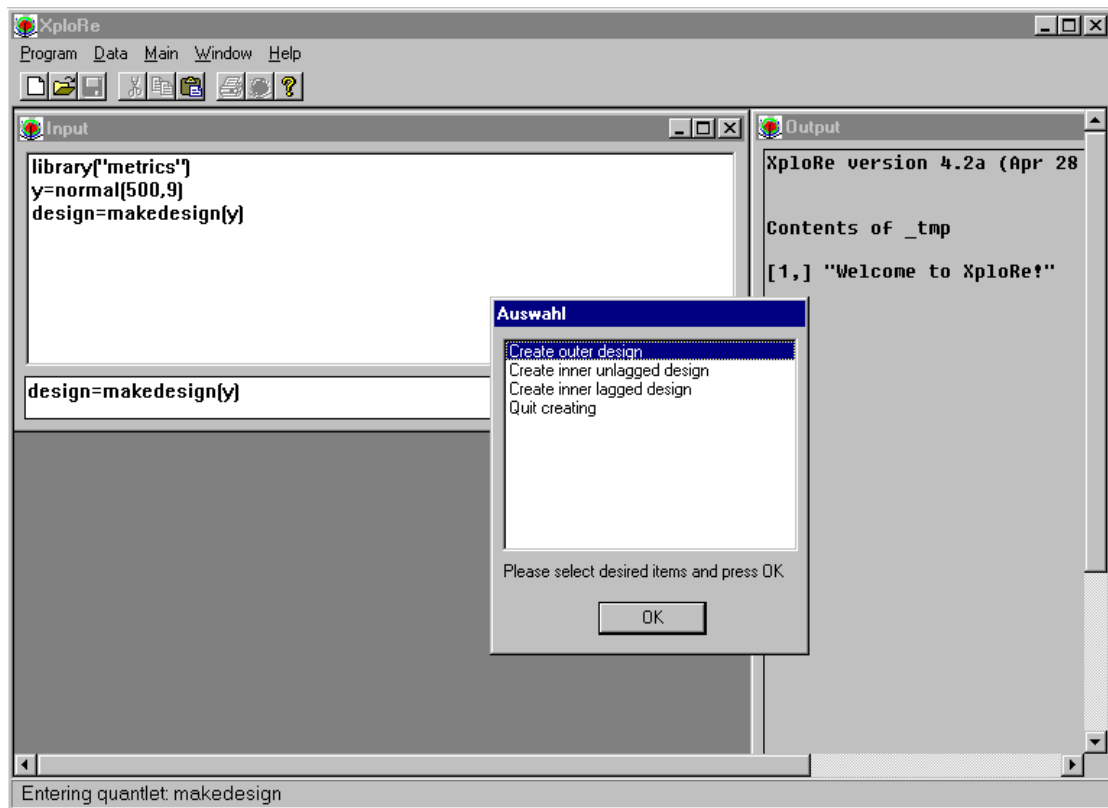 XploRe
Program Data Main Window Help
Input
library("metrics")
y=normal(500,9)
design=makedesign(y)
design=makedesign(y)
Output
XploRe version 4.2a (Apr 28
Contents of _tmp
[1,] "Welcome to XploRe!"
Auswahl
Create outer design
Create inner unlagged design
Create inner lagged design
Quit creating
Please select desired items and press OK
OK
Entering quantlet: makedesign